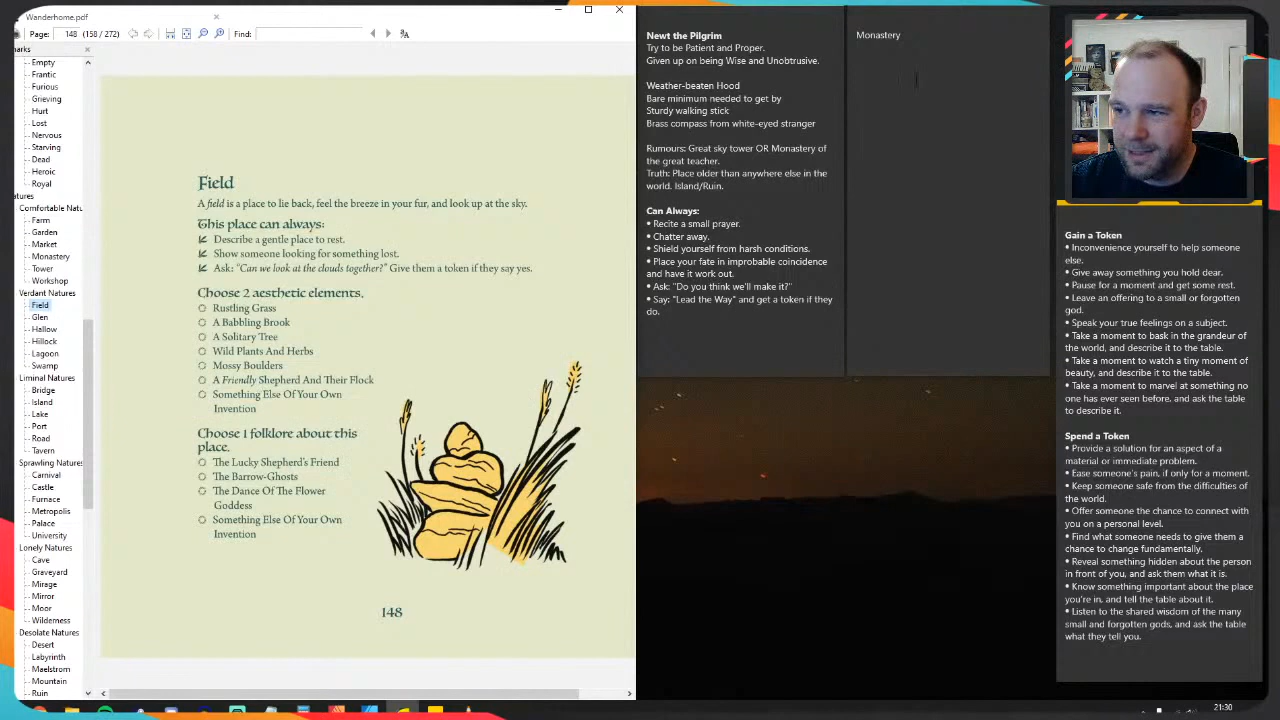 Wanderhome.pdf
Page: 148 (158 / 272) Find:
Empty
Frantic
Furious
Grieving
Hurt
Lost
Nervous
Starving
Dead
Heroic
Royal
Comfortable Natu
Farm
Garden
Market
Monastery
Tower
Workshop
Verdant Natures
Field
Glen
Hallow
Hillock
Lagoon
Swamp
Liminal Natures
Bridge
Island
Lake
Port
Road
Tavern
Sprawling Natures
Carnival
Castle
Furnace
Metropolis
Palace
University
Lonely Natures
Cave
Graveyard
Mirage
Mirror
Moor
Wilderness
Desolate Natures
Desert
Labyrinth
Maelstrom
Mountain
Ruin
Field
A field is a place to lie back, feel the breeze in your fur, and look up at the sky.
This place can always:
Describe a gentle place to rest.
Show someone looking for something lost.
Ask: "Can we look at the clouds together?" Give them a token if they say yes.
Choose 2 aesthetic elements.
Rustling Grass
A Babbling Brook
A Solitary Tree
Wild Plants And Herbs
Mossy Boulders
A Friendly Shepherd And Their Flock
Something Else Of Your Own
Invention
Choose 1 folklore about this
place.
The Lucky Shepherd's Friend
The Barrow-Ghosts
The Dance Of The Flower
Goddess
Something Else Of Your Own
Invention
148
Newt the Pilgrim
Try to be Patient and Proper.
Given up on being Wise and Unobtrusive.
Weather-beaten Hood
Bare minimum needed to get by
Sturdy walking stick
Brass compass from white-eyed stranger
Rumours: Great sky tower OR Monastery of
the great teacher.
Truth: Place older than anywhere else in the
world. Island/Ruin.
Can Always:
• Recite a small prayer.
• Chatter away.
• Shield yourself from harsh conditions.
• Place your fate in improbable coincidence
and have it work out.
• Ask: "Do you think we'll make it?"
• Say: "Lead the Way" and get a token if they
do.
Monastery
Gain a Token
• Inconvenience yourself to help someone
else.
• Give away something you hold dear.
• Pause for a moment and get some rest.
• Leave an offering to a small or forgotten
god.
• Speak your true feelings on a subject.
• Take a moment to bask in the grandeur of
the world, and describe it to the table.
• Take a moment to watch a tiny moment of
beauty, and describe it to the table.
• Take a moment to marvel at something no
one has ever seen before, and ask the table
to describe it.
Spend a Token
• Provide a solution for an aspect of a
material or immediate problem.
• Ease someone's pain, if only for a moment.
• Keep someone safe from the difficulties of
the world.
• Offer someone the chance to connect with
you on a personal level.
• Find what someone needs to give them a
chance to change fundamentally.
• Reveal something hidden about the person
in front of you, and ask them what it is.
• Know something important about the place
you're in, and tell the table about it.
• Listen to the shared wisdom of the many
small and forgotten gods, and ask the table
what they tell you.
21:30